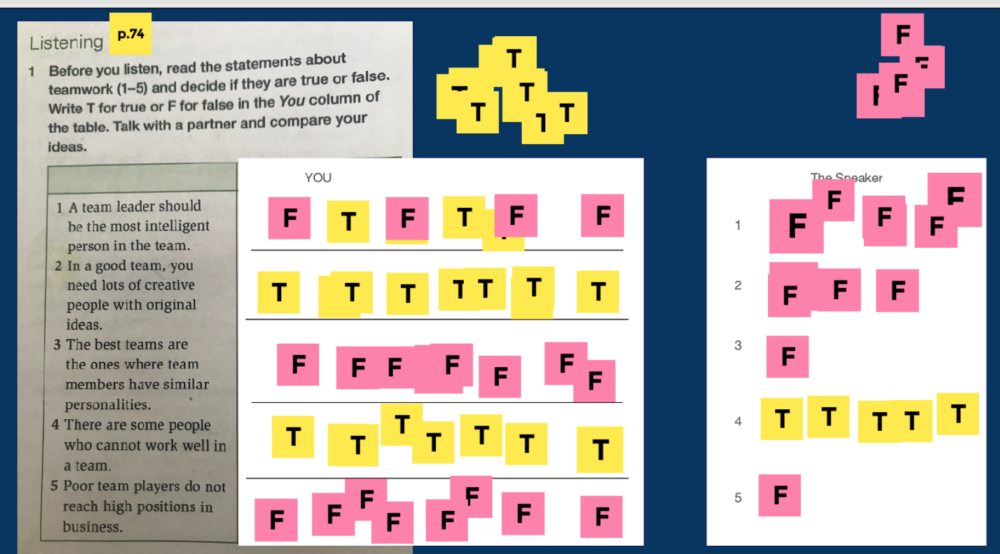 Listening p.74
1 Before you listen, read the statements about
teamwork (1–5) and decide if they are true or false.
Write T for true or F for false in the You column of
the table. Talk with a partner and compare your
ideas.
1 A team leader should
be the most intelligent
person in the team.
2 In a good team, you
need lots of creative
people with original
ideas.
3 The best teams are
the ones where team
members have similar
personalities.
4 There are some people
who cannot work well in
a team.
5 Poor team players do not
reach high positions in
business.
T
T
T
T
F
F
YOU
F T F T F F
T T T T T T T
F F F F F F F
T T T T T T T
F F F F F F F F
The Speaker
1 F F F F F
2 F F F
3 F
4 T T T T T
5 F